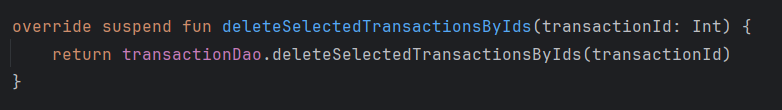 override suspend fun deleteSelectedTransactionsByIds(transactionId: Int) {
    return transactionDao.deleteSelectedTransactionsByIds(transactionId)
}